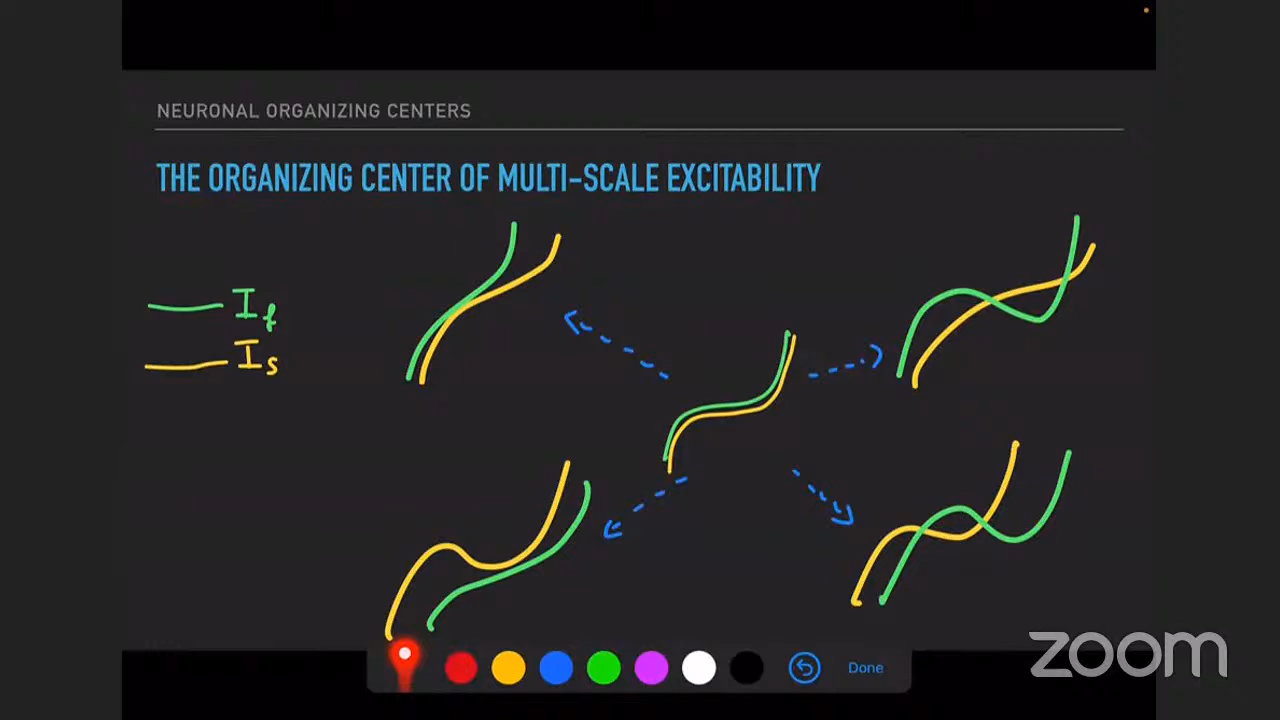 NEURONAL ORGANIZING CENTERS
THE ORGANIZING CENTER OF MULTI-SCALE EXCITABILITY
If
Is
Done
zoom